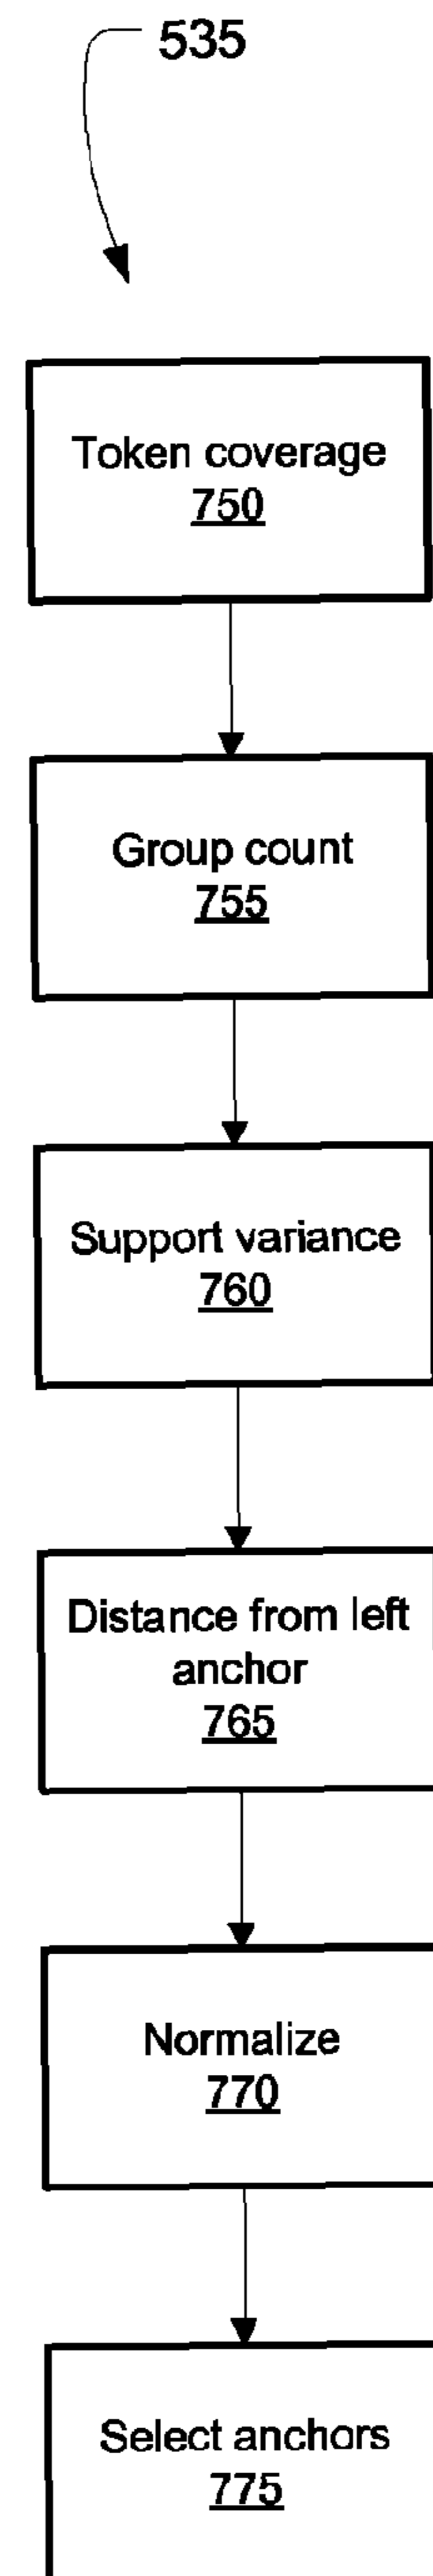 535
Token coverage
750
Group count
755
Support variance
760
Distance from left
anchor
765
Normalize
770
Select anchors
775